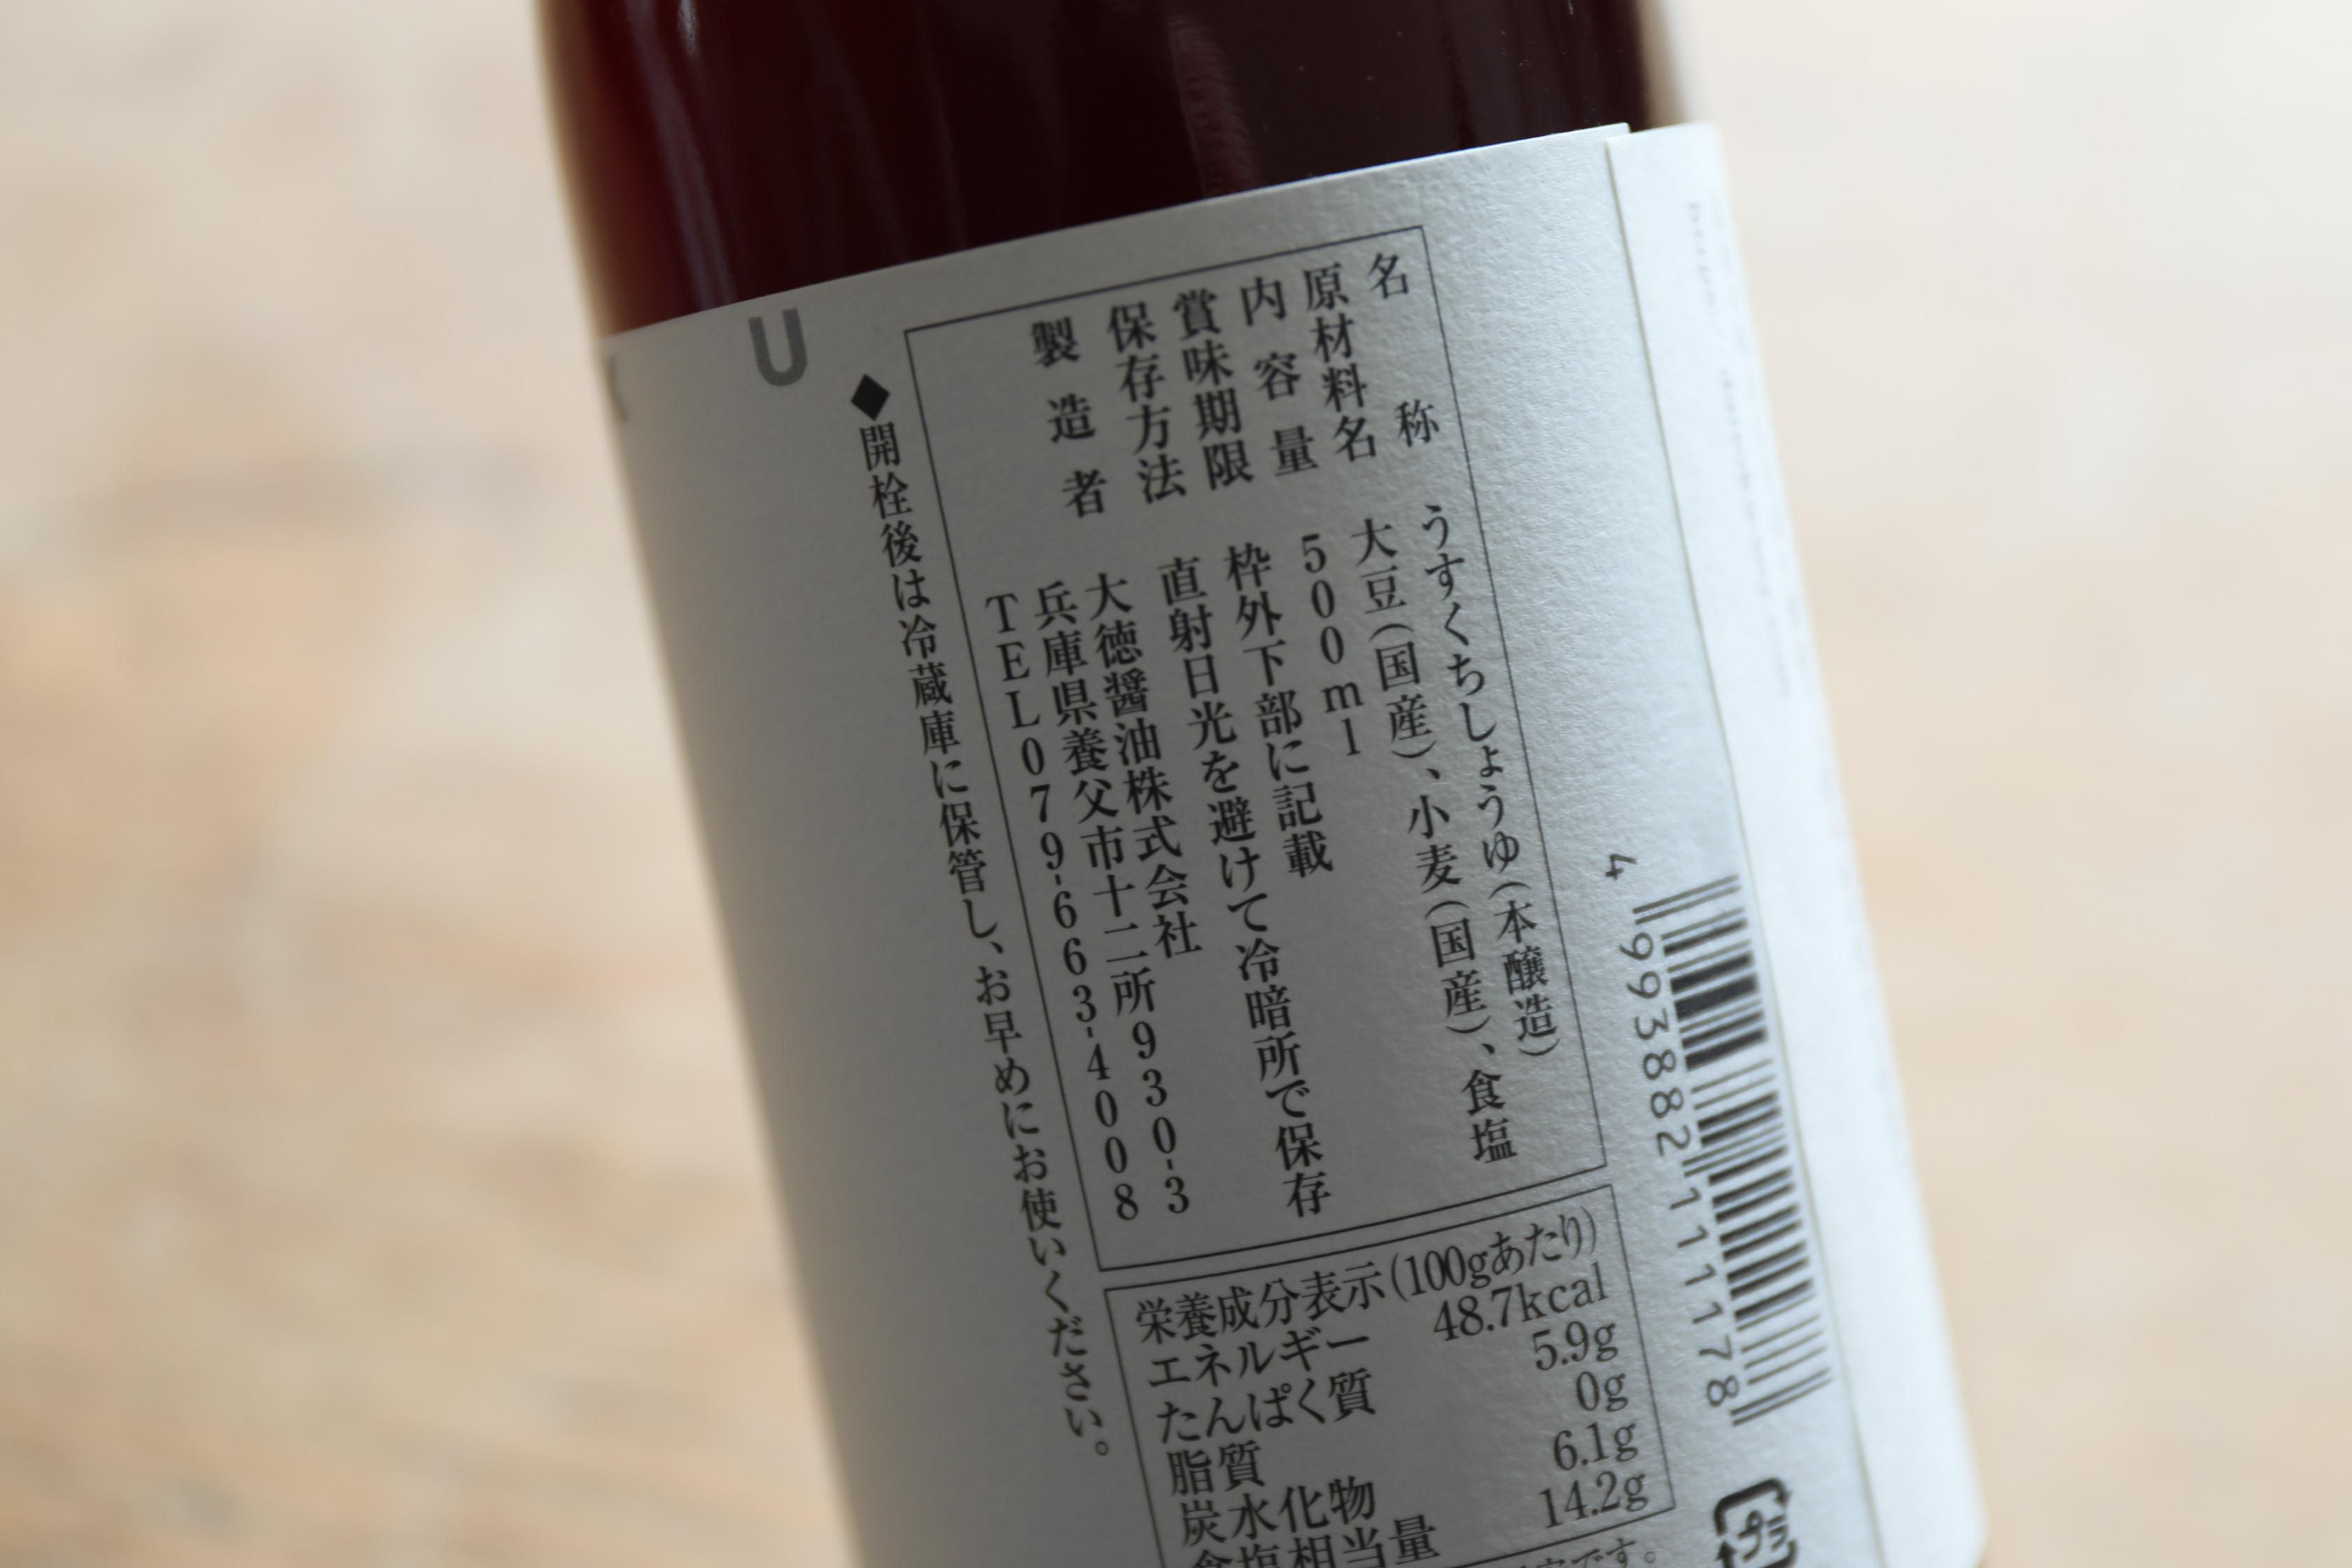 名称 うすくちしょうゆ(本醸造)
原材料名 大豆(国産)、小麦(国産)、食塩
内容量 500ml
賞味期限 枠外下部に記載
保存方法 直射日光を避けて冷暗所で保存
製造者 大徳醤油株式会社
兵庫県養父市十二所930-3
TEL079-663-4008
◆開栓後は冷蔵庫に保管し、お早めにお使いください。
U
栄養成分表示(100gあたり)
エネルギー 48.7kcal
たんぱく質 5.9g
脂質 0g
炭水化物 6.1g
食塩相当量 14.2g
4 993882 111178
プラ